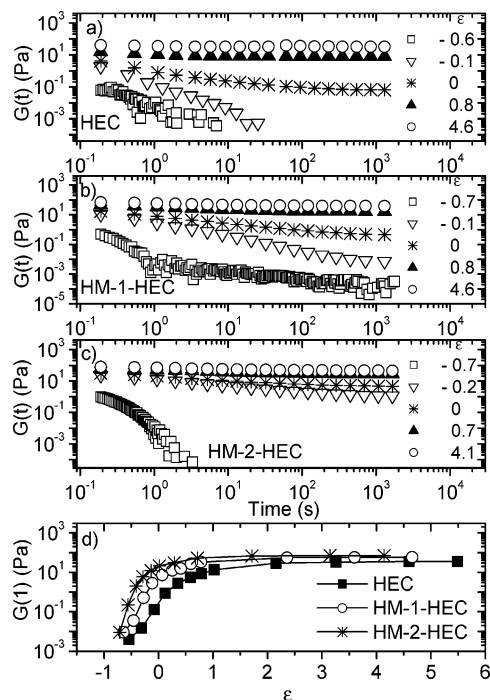 a)
G(t) (Pa)
10³
10¹
10⁻¹
10⁻³
HEC
ε
- 0.6
- 0.1
0
0.8
4.6
10⁻¹ 10⁰ 10¹ 10² 10³ 10⁴
b)
G(t) (Pa)
10³
10¹
10⁻¹
10⁻³
10⁻⁵
HM-1-HEC
ε
- 0.7
- 0.1
0
0.8
4.6
10⁻¹ 10⁰ 10¹ 10² 10³ 10⁴
c)
G(t) (Pa)
10³
10¹
10⁻¹
10⁻³
HM-2-HEC
ε
- 0.7
- 0.2
0
0.7
4.1
10⁻¹ 10⁰ 10¹ 10² 10³ 10⁴
Time (s)
d)
G(1) (Pa)
10³
10¹
10⁻¹
10⁻³
HEC
HM-1-HEC
HM-2-HEC
-1 0 1 2 3 4 5 6
ε